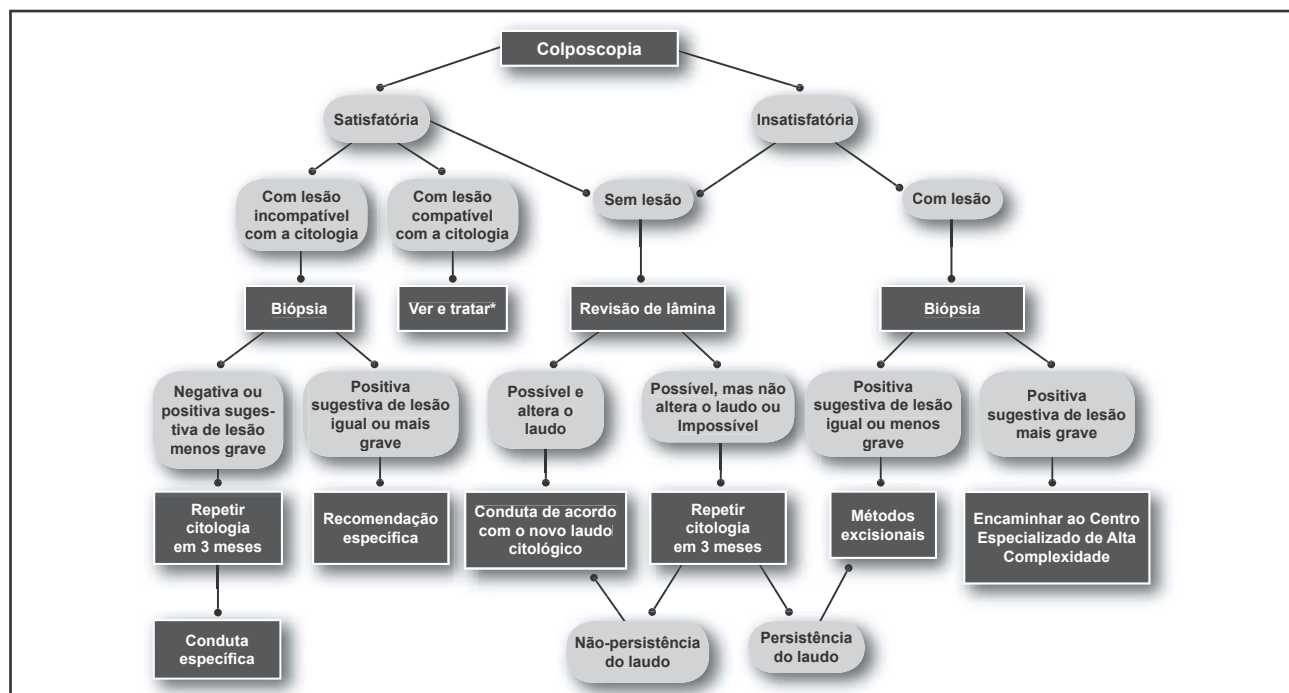 Colposcopia
Satisfatória
Insatisfatória
Com lesão
incompatível
com a citologia
Com lesão
compatível
com a citologia
Sem lesão
Com lesão
Biópsia
Ver e tratar*
Revisão de lâmina
Biópsia
Negativa ou
positiva suges-
tiva de lesão
menos grave
Positiva
sugestiva de lesão
igual ou mais
grave
Possível e
altera o
laudo
Possível, mas não
altera o laudo ou
Impossível
Positiva
sugestiva de lesão
igual ou menos
grave
Positiva
sugestiva de lesão
mais grave
Repetir
citologia
em 3 meses
Recomendação
específica
Conduta de acordo
com o novo laudo
citológico
Repetir
citologia
em 3 meses
Métodos
excisionais
Encaminhar ao Centro
Especializado de Alta
Complexidade
Conduta
específica
Não-persistência
do laudo
Persistência
do laudo